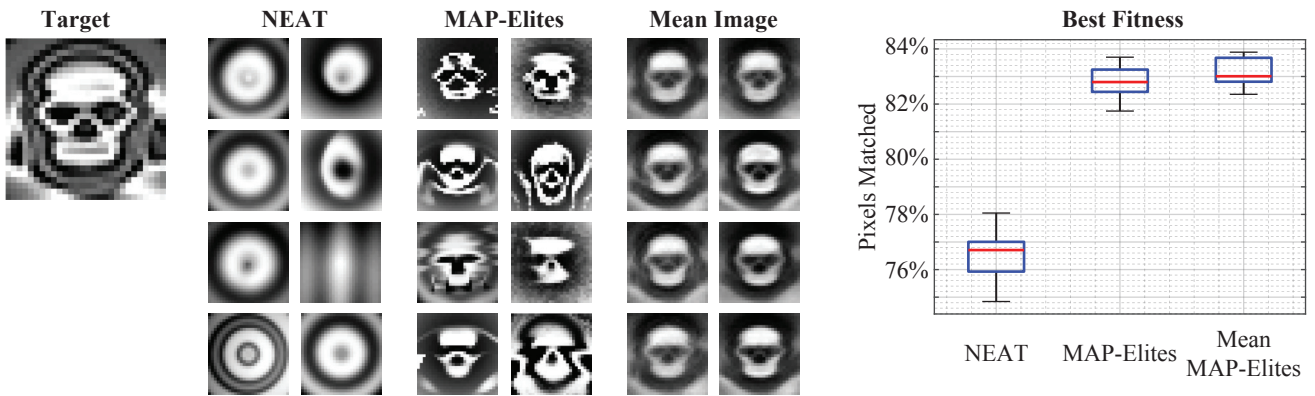 Target
NEAT
MAP-Elites
Mean Image
Best Fitness
Pixels Matched
84%
82%
80%
78%
76%
NEAT
MAP-Elites
Mean
MAP-Elites